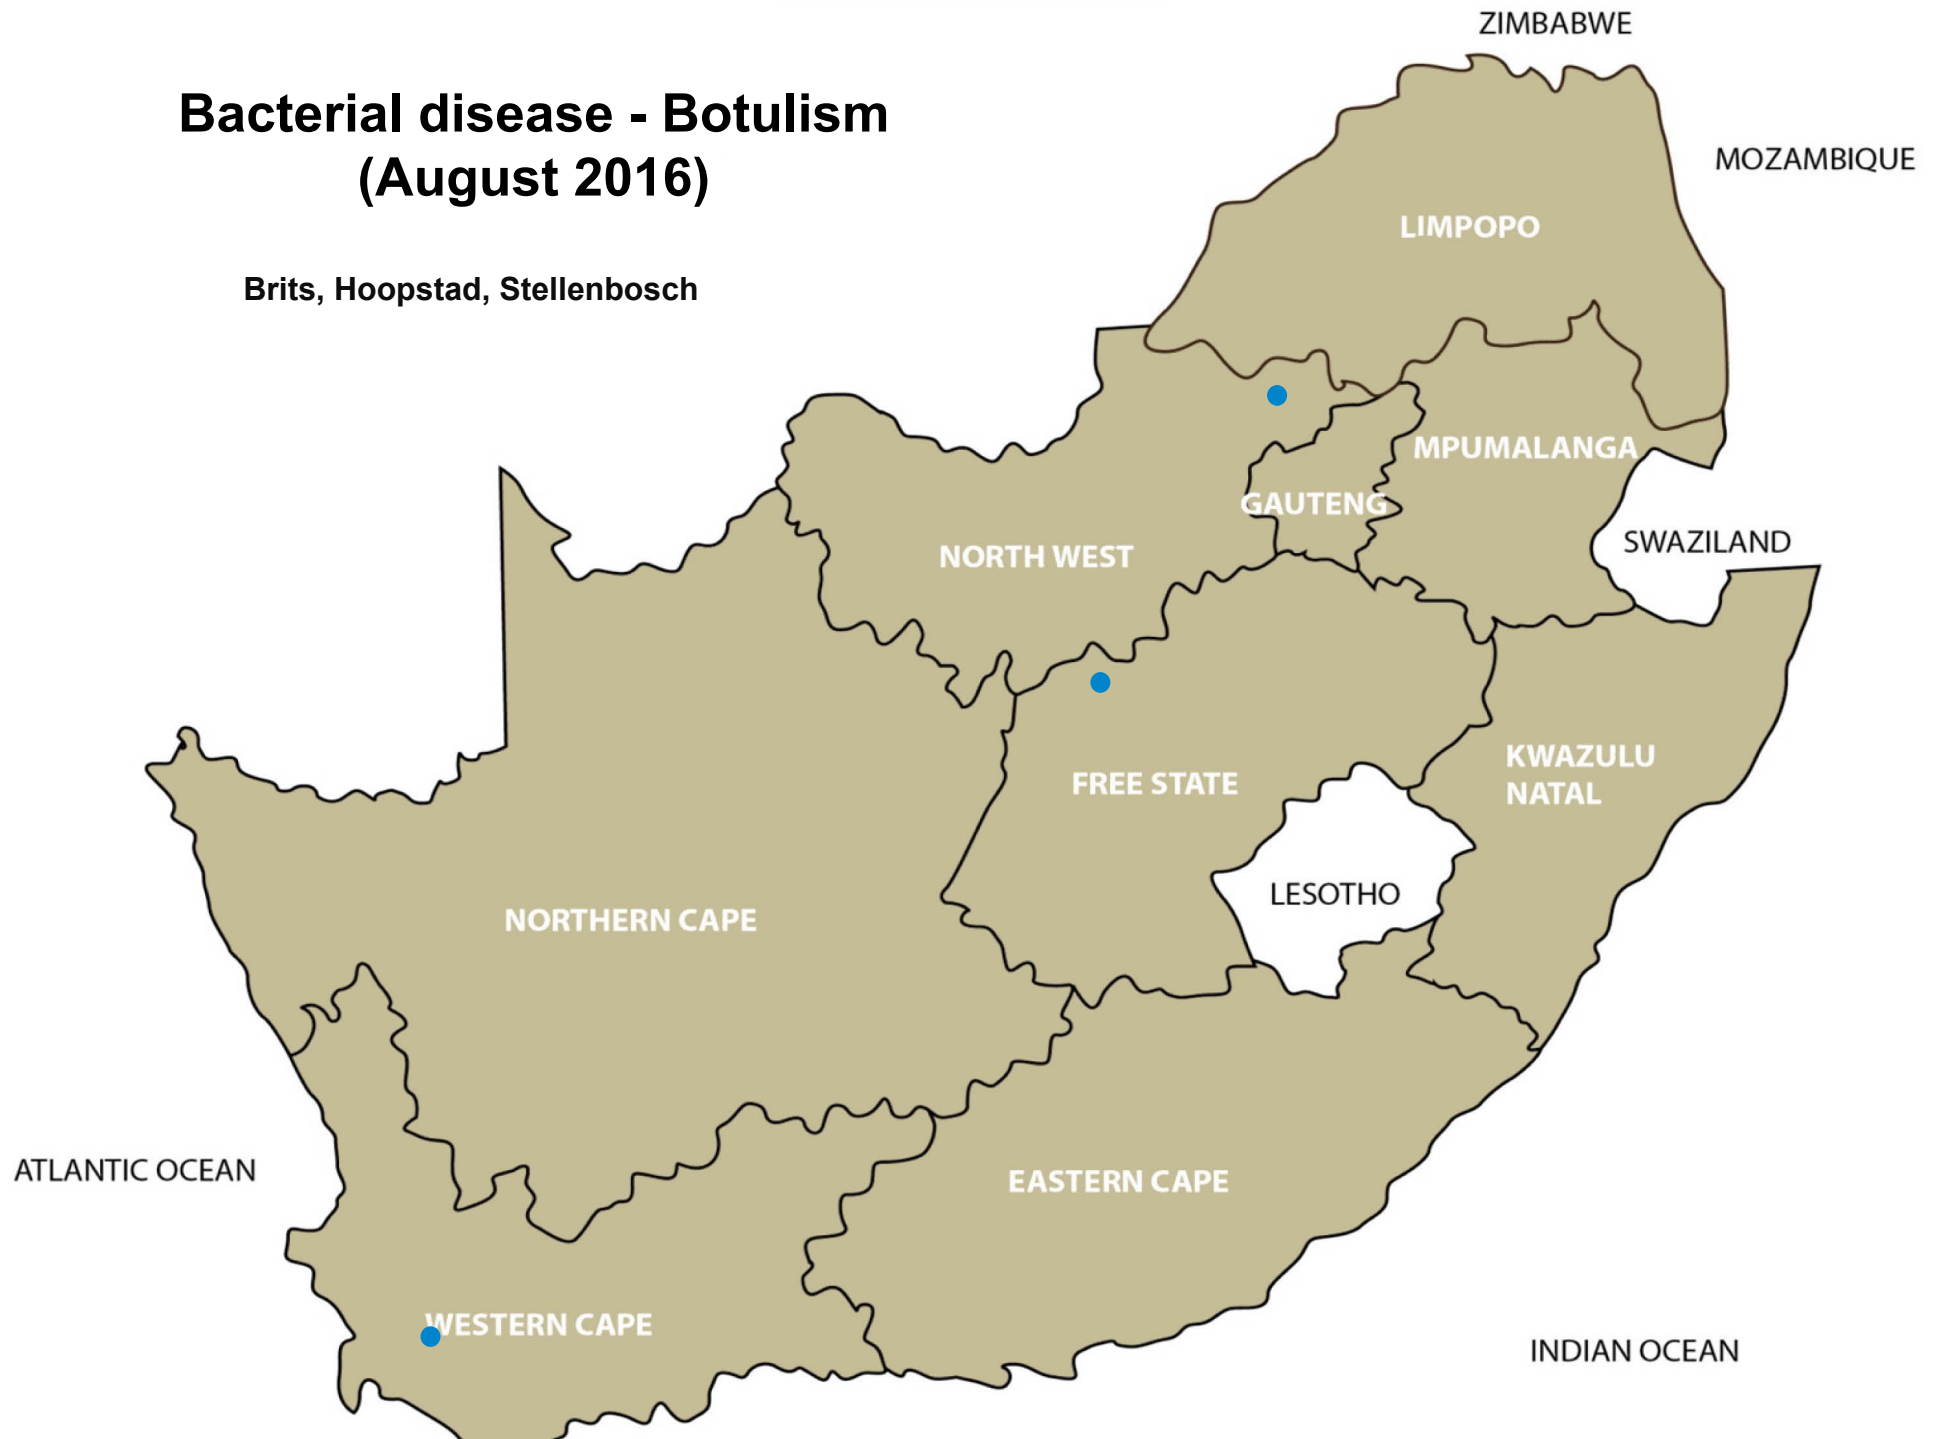 ZIMBABWE
Bacterial disease - Botulism
(August 2016)
MOZAMBIQUE
LIMPOPO
Brits, Hoopstad, Stellenbosch
MPUMALANGA
GAUTENG
SWAZILAND
NORTH WEST
KWAZULU
NATAL
FREE STATE
LESOTHO
NORTHERN CAPE
ATLANTIC OCEAN
EASTERN CAPE
WESTERN CAPE
INDIAN OCEAN